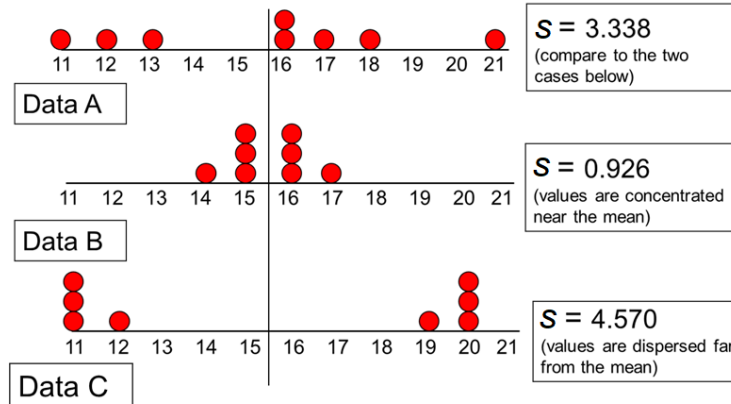 S = 3.338
(compare to the two
cases below)
11 12 13 14 15 16 17 18 19 20 21
Data A
S = 0.926
(values are concentrated
near the mean)
11 12 13 14 15 16 17 18 19 20 21
Data B
S = 4.570
(values are dispersed far
from the mean)
11 12 13 14 15 16 17 18 19 20 21
Data C